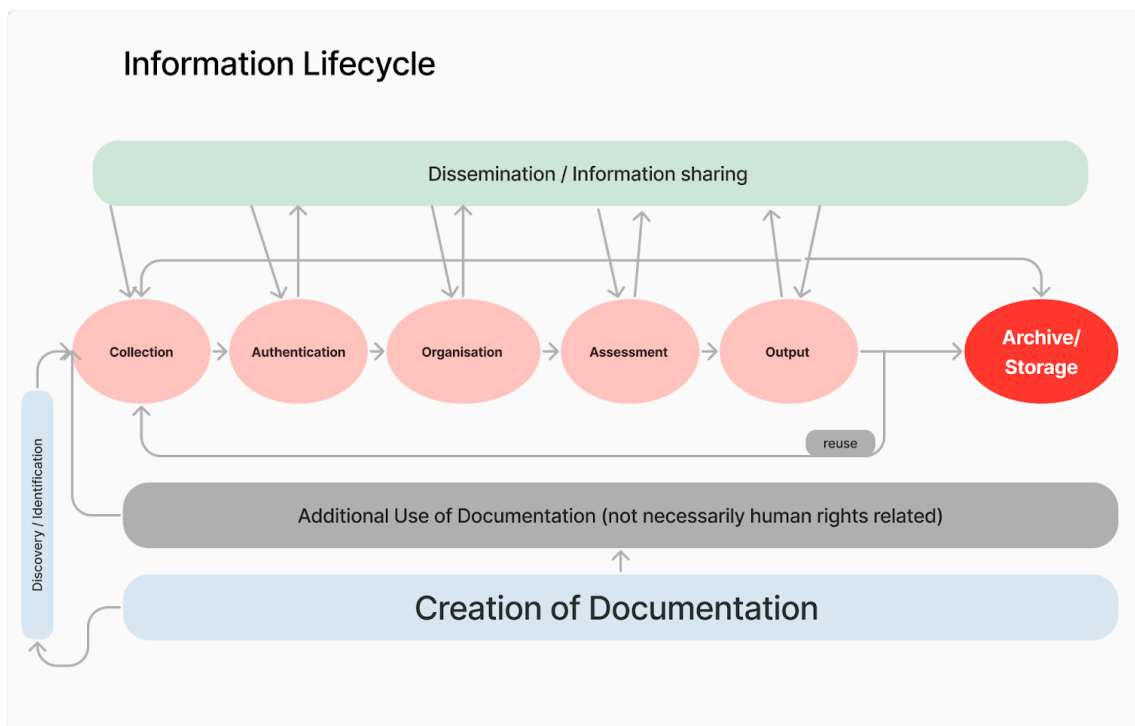 Information Lifecycle
Dissemination / Information sharing
Collection
Authentication
Organisation
Assessment
Output
Archive/
Storage
reuse
Discovery / Identification
Additional Use of Documentation (not necessarily human rights related)
Creation of Documentation